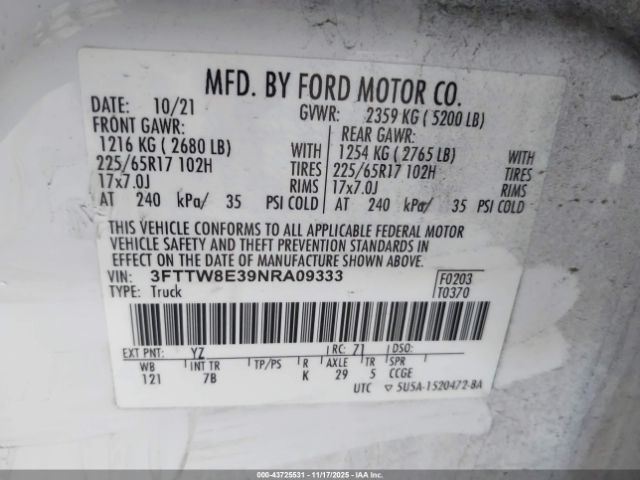 MFD. BY FORD MOTOR CO.
DATE: 10/21 GVWR: 2359 KG ( 5200 LB)
FRONT GAWR: REAR GAWR:
1216 KG ( 2680 LB) WITH 1254 KG ( 2765 LB) WITH
225/65R17 102H TIRES 225/65R17 102H TIRES
17x7.0J RIMS 17x7.0J RIMS
AT 240 kPa/ 35 PSI COLD AT 240 kPa/ 35 PSI COLD
THIS VEHICLE CONFORMS TO ALL APPLICABLE FEDERAL MOTOR
VEHICLE SAFETY AND THEFT PREVENTION STANDARDS IN
EFFECT ON THE DATE OF MANUFACTURE SHOWN ABOVE.
VIN: 3FTTW8E39NRA09333 F0203
TYPE: Truck T0370
EXT PNT: YZ RC: 71 DSO:
WB INT TR TP/PS R AXLE TR SPR
121 7B K 29 5 CCGE
UTC 5U5A-1520472-BA
000-43725531 11/17/2025 IAAHOLDINGS, LLC